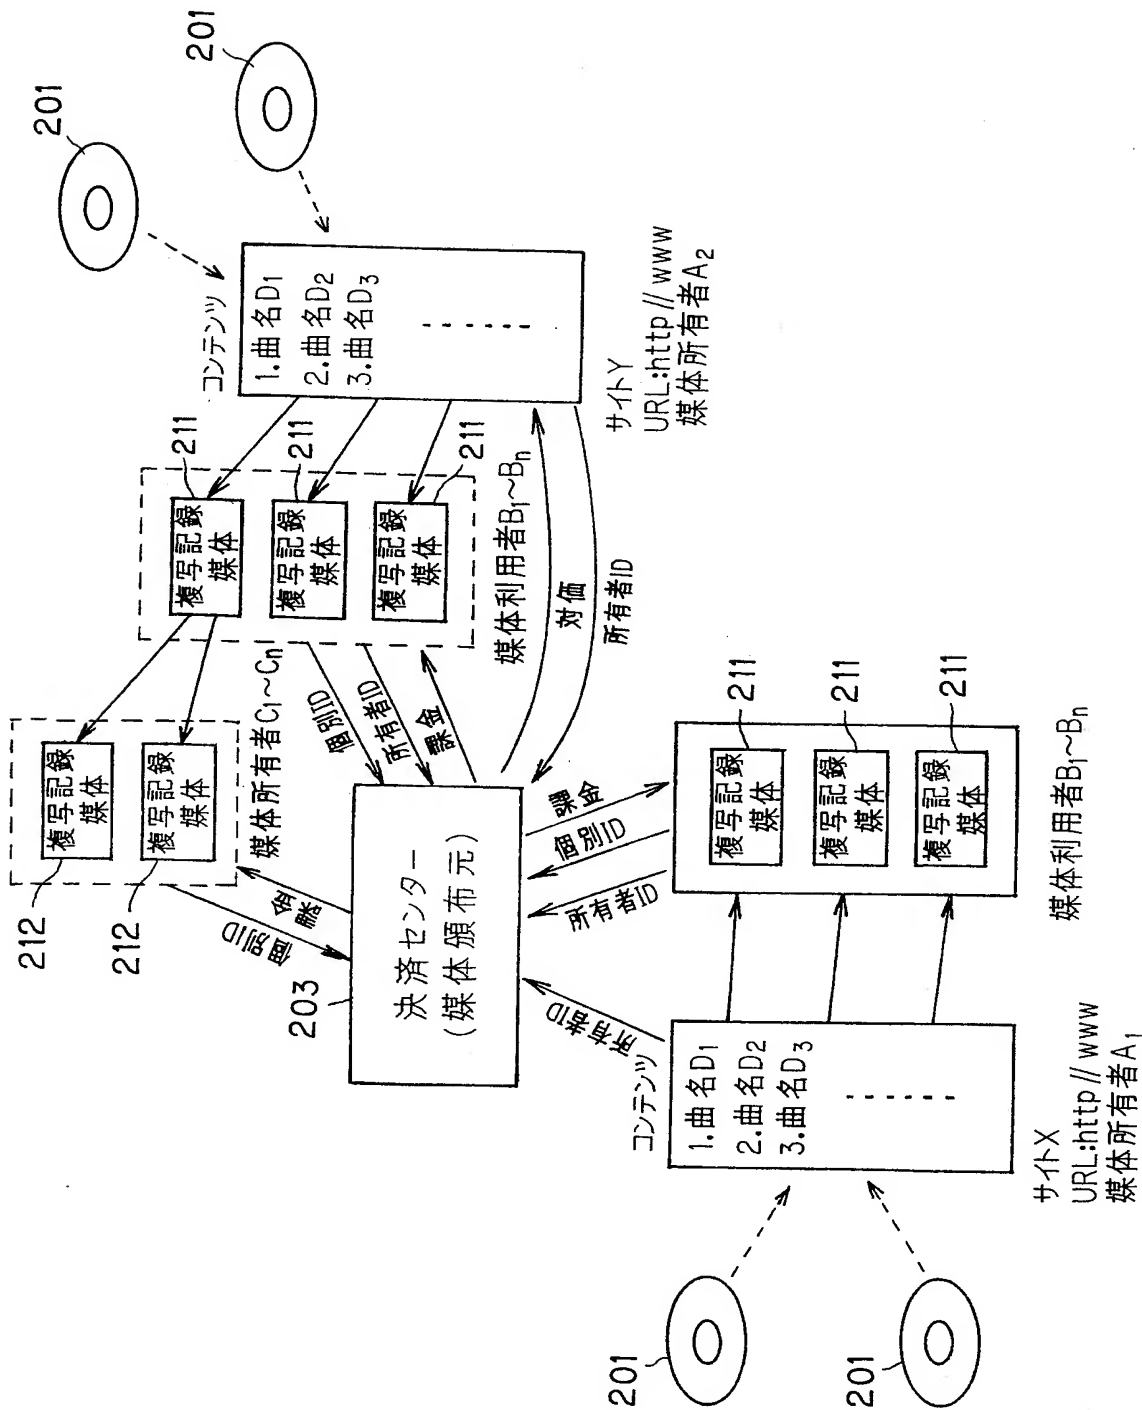 201
201
コンテンツ
1.曲名D1
2.曲名D2
3.曲名D3
サイトY
URL:http//www
媒体所有者A2
211
複写記録
媒体
211
複写記録
媒体
211
複写記録
媒体
媒体利用者B1~Bn
対価
所有者ID
212
複写記録
媒体
212
複写記録
媒体
媒体所有者C1~Cn
個別ID
所有者ID
課金
個別ID
課金
203
決済センター
(媒体頒布元)
課金
個別ID
所有者ID
所有者ID
コンテンツ
1.曲名D1
2.曲名D2
3.曲名D3
サイトX
URL:http//www
媒体所有者A1
211
複写記録
媒体
211
複写記録
媒体
211
複写記録
媒体
媒体利用者B1~Bn
201
201